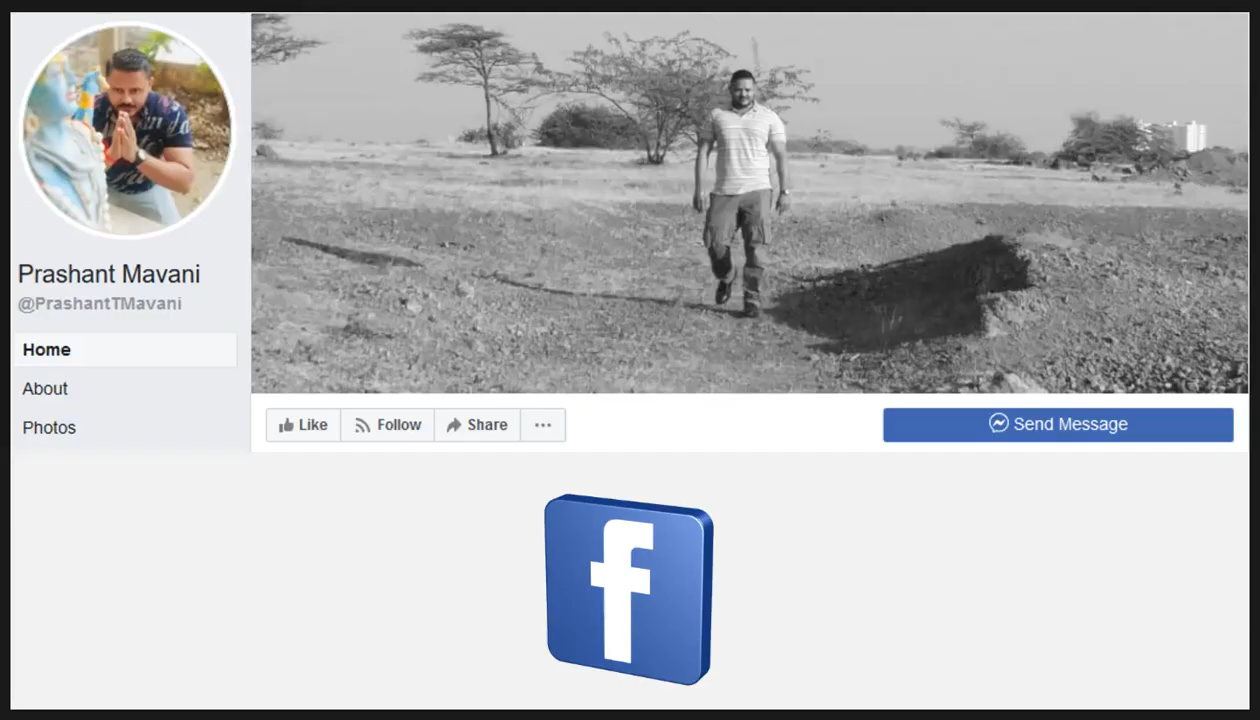 Prashant Mavani
@PrashantTMavani
Home
About
Photos
Like Follow Share ...
Send Message
f